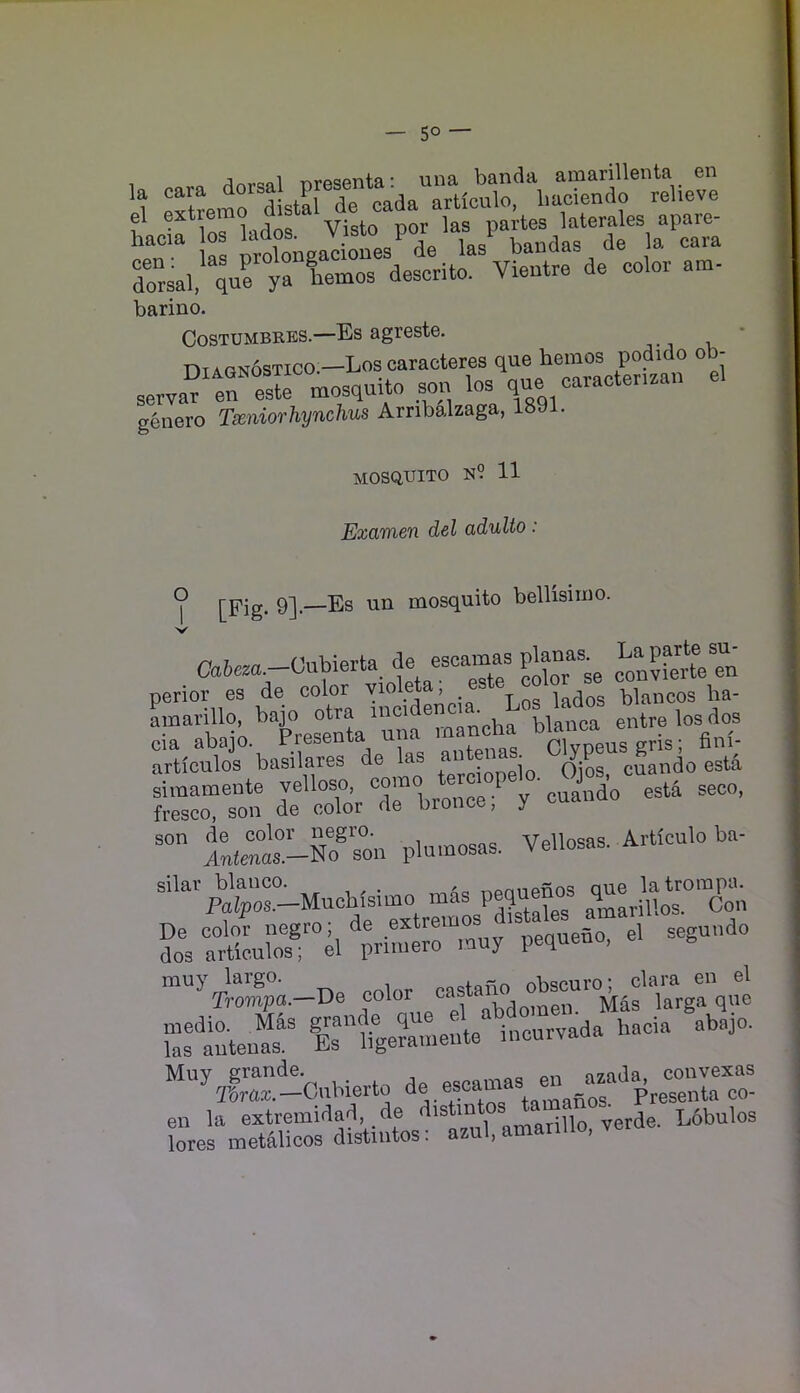 — 50 —
la cara dorsal presenta: una banda amarillenta en
el extremo distal de cada artículo, haciendo relieve
hacia los lados. Visto por las partes laterales apare-
cen: las prolongaciones de las bandas de la cara
dorsal, que ya hemos descrito. Vientre de color am-
barino.
COSTUMBRES.—Es agreste.
DIAGNÓSTICO:—Los caracteres que hemos podido ob-
servar en este mosquito son los que caracterizan el
género Tæniorhynchus Arribálzaga, 1891.
MOSQUITO Nº 11
Examen del adulto:
♀ [Fig. 9].—Es un mosquito bellísimo.
Cabeza.—Cubierta de escamas planas. La parte su-
perior es de color violeta; este color se convierte en
amarillo, bajo otra incidencia. Los lados blancos ha-
cia abajo. Presenta una mancha blanca entre los dos
artículos basilares de las antenas. Clypeus gris; finí-
simamente velloso, como terciopelo. Ojos, cuando está
fresco, son de color de bronce; y cuando está seco,
son de color negro.
Antenas.—No son plumosas. Vellosas. Artículo ba-
silar blanco.
Palpos.—Muchísimo más pequeños que la trompa.
De color negro; de extremos distales amarillos. Con
dos artículos; el primero muy pequeño, el segundo
muy largo.
Trompa.—De color castaño obscuro; clara en el
medio. Más grande que el abdomen. Más larga que
las antenas. Es ligeramente incurvada hacia abajo.
Muy grande.
Tórax.—Cubierto de escamas en azada, convexas
en la extremidad, de distintos tamaños. Presenta co-
lores metálicos distintos: azul, amarillo, verde. Lóbulos